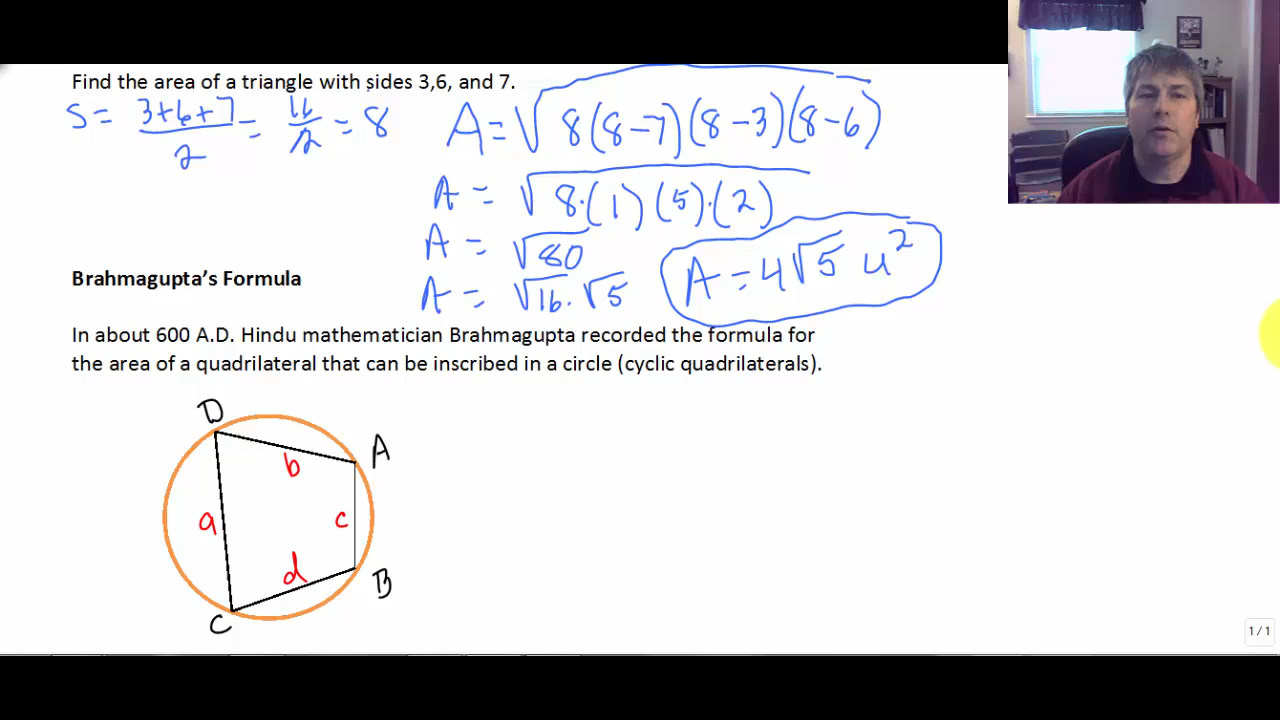 Find the area of a triangle with sides 3,6, and 7.
S = 3+6+7/2 = 16/2 = 8
A = √8(8-7)(8-3)(8-6)
A = √8·(1)(5)·(2)
A = √80
A = √16·√5
A = 4√5 u²
Brahmagupta's Formula
In about 600 A.D. Hindu mathematician Brahmagupta recorded the formula for
the area of a quadrilateral that can be inscribed in a circle (cyclic quadrilaterals).
D
A
b
a
c
d
B
C
1 / 1